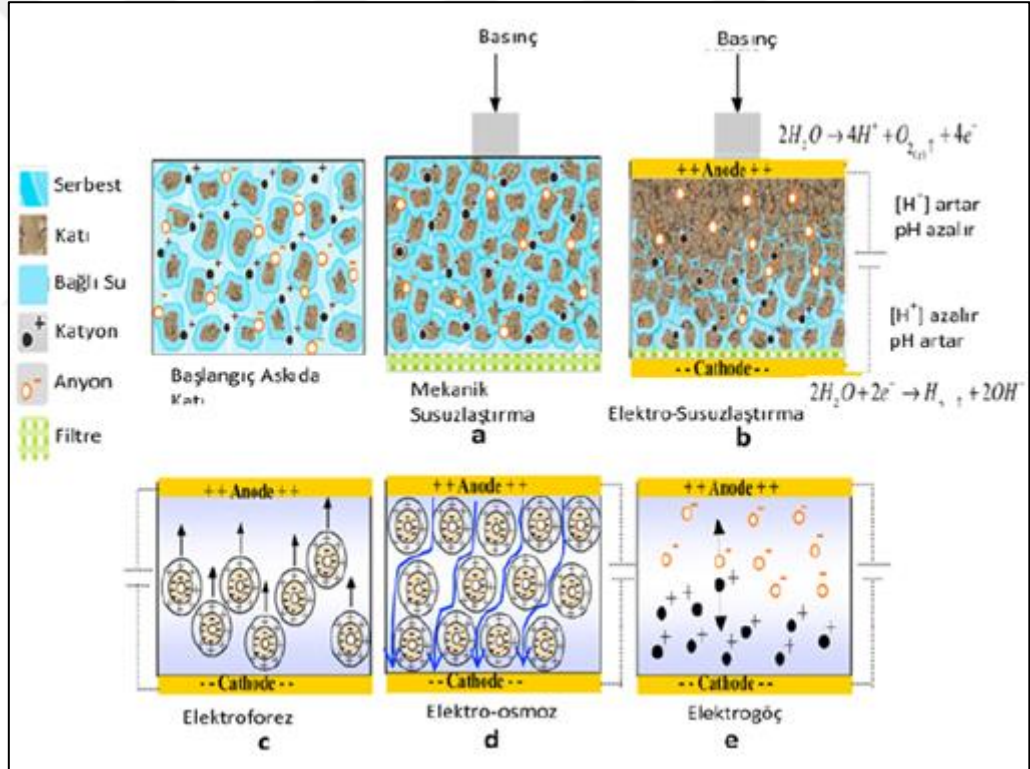 Basınç
Basınç
2H₂O → 4H⁺ + O₂₍g₎↑ + 4e⁻
++ Anode ++
Serbest
Katı
Bağlı Su
Katyon
Anyon
Filtre
[H⁺] artar
pH azalır
[H⁺] azalır
pH artar
-- Cathode --
2H₂O + 2e⁻ → H ↑ + 2OH⁻
Başlangıç Askıda
Katı
Mekanik
Susuzlaştırma
a
Elektro-Susuzlaştırma
b
++ Anode ++
++ Anode ++
++ Anode ++
-- Cathode --
-- Cathode --
-- Cathode --
Elektroforez
c
Elektro-osmoz
d
Elektrogöç
e